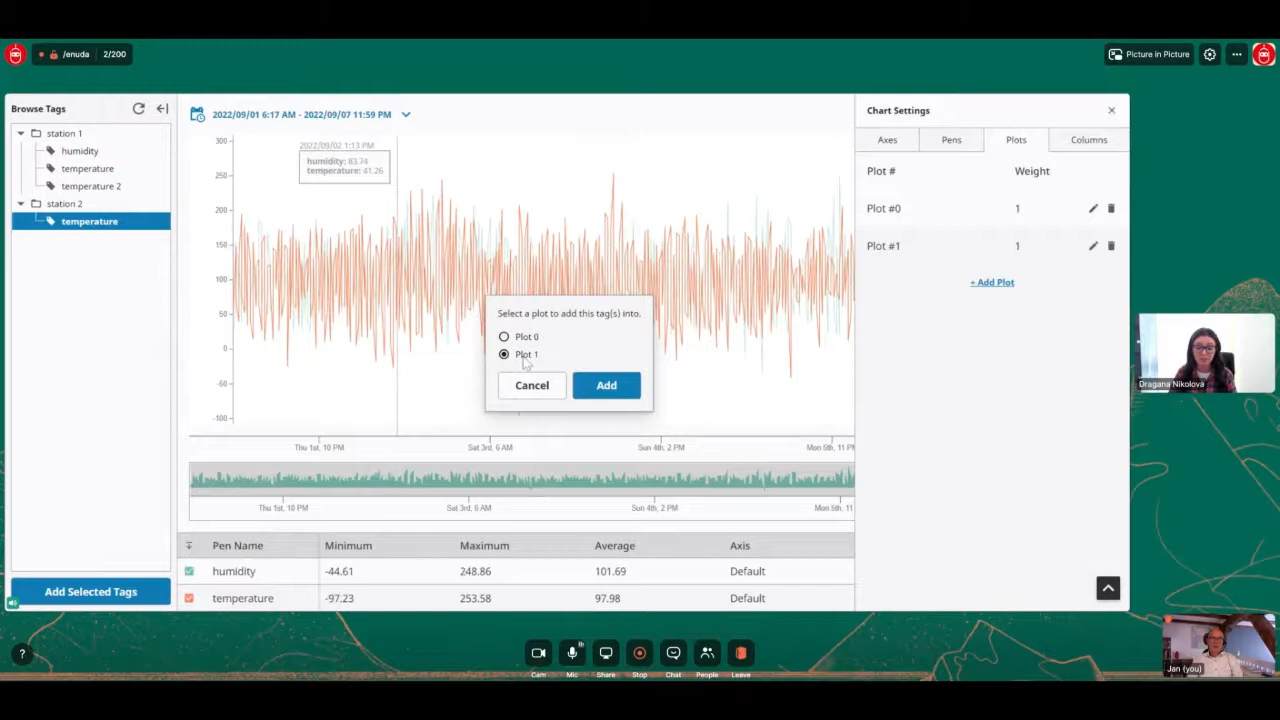 /enuda 2/200
Picture in Picture
Browse Tags
station 1
humidity
temperature
temperature 2
station 2
temperature
Add Selected Tags
2022/09/01 6:17 AM - 2022/09/07 11:59 PM
300
250
200
150
100
50
0
-50
-100
2022/09/02 1:13 PM
humidity: 83.74
temperature: 41.26
Select a plot to add this tag(s) into.
Plot 0
Plot 1
Cancel Add
Thu 1st, 10 PM Sat 3rd, 6 AM Sun 4th, 2 PM Mon 5th, 11 P
Thu 1st, 10 PM Sat 3rd, 6 AM Sun 4th, 2 PM Mon 5th, 11
Pen Name Minimum Maximum Average Axis
humidity -44.61 248.86 101.69 Default
temperature -97.23 253.58 97.98 Default
Chart Settings
Axes Pens Plots Columns
Plot # Weight
Plot #0 1
Plot #1 1
+ Add Plot
Dragana Nikolova
Jan (you)
?
Cam Mic Share Stop Chat People Leave